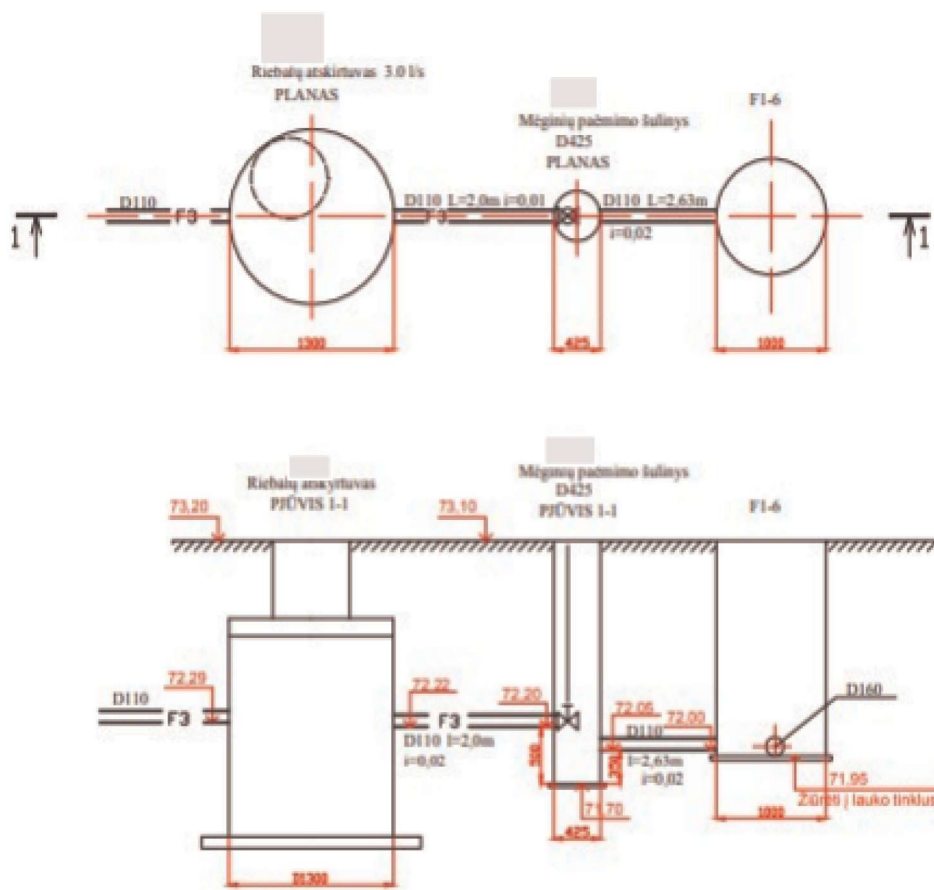 Riebalų atskirtuvas 3.0 l/s
PLANAS
Mėginių paėmimo šulinys
D425
PLANAS
F1-6
D110
F3
D110 L=2,0m i=0,01
F3
D110 L=2,63m
i=0,02
1
1
1300
425
1000
Riebalų atskyrtuvas
PJŪVIS 1-1
Mėginių paėmimo šulinys
D425
PJŪVIS 1-1
F1-6
73,20
73,10
72,29
D110
F3
72,22
F3
D110 l=2,0m
i=0,02
72,20
500
72,05
D110
72,00
l=2,63m
i=0,02
350
D160
71,95
Žiūrėti į lauko tinklus
71,70
425
1000
D1300